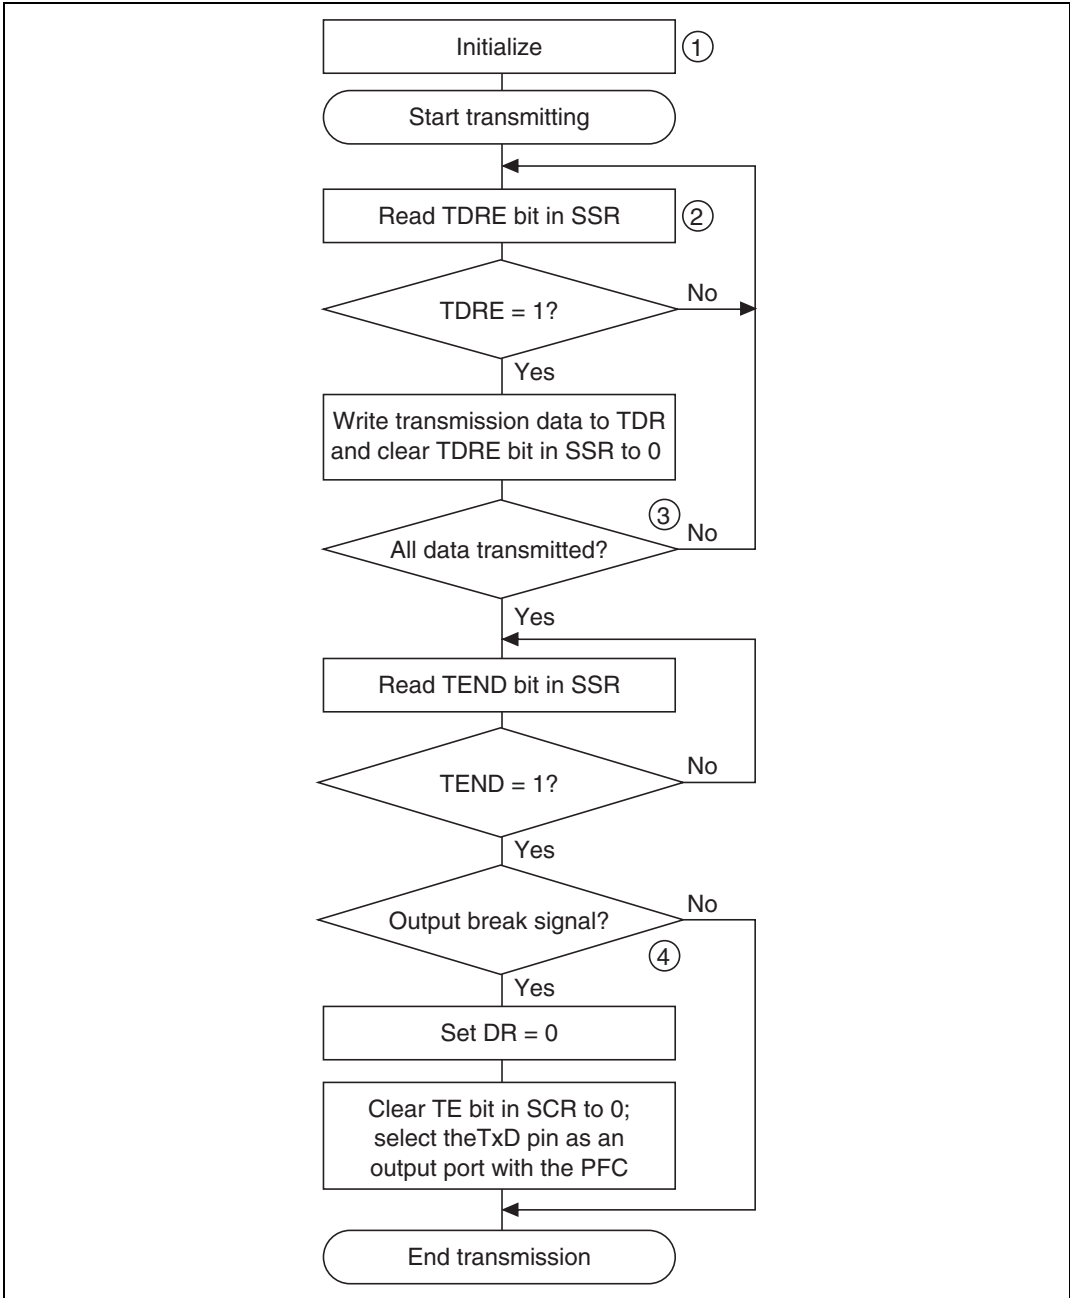 Initialize
1
Start transmitting
Read TDRE bit in SSR
2
TDRE = 1?
No
Yes
Write transmission data to TDR
and clear TDRE bit in SSR to 0
3
All data transmitted?
No
Yes
Read TEND bit in SSR
TEND = 1?
No
Yes
Output break signal?
No
4
Yes
Set DR = 0
Clear TE bit in SCR to 0;
select theTxD pin as an
output port with the PFC
End transmission